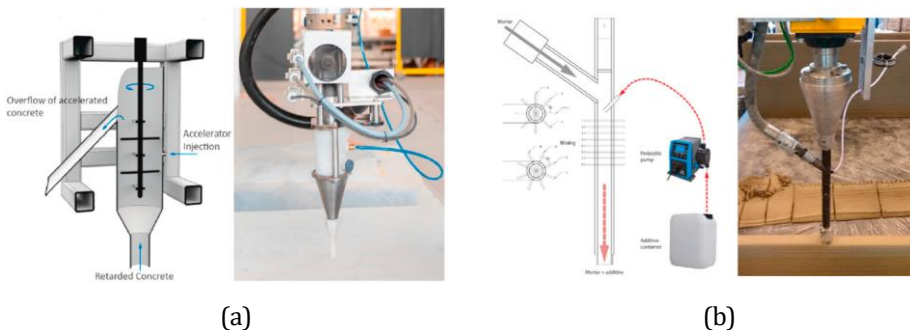 Overflow of accelerated
concrete
Accelerator
Injection
Retarded Concrete
(a)
Mortar
Mixing
Peristaltic
pump
Additive
container
Mortar + additive
(b)